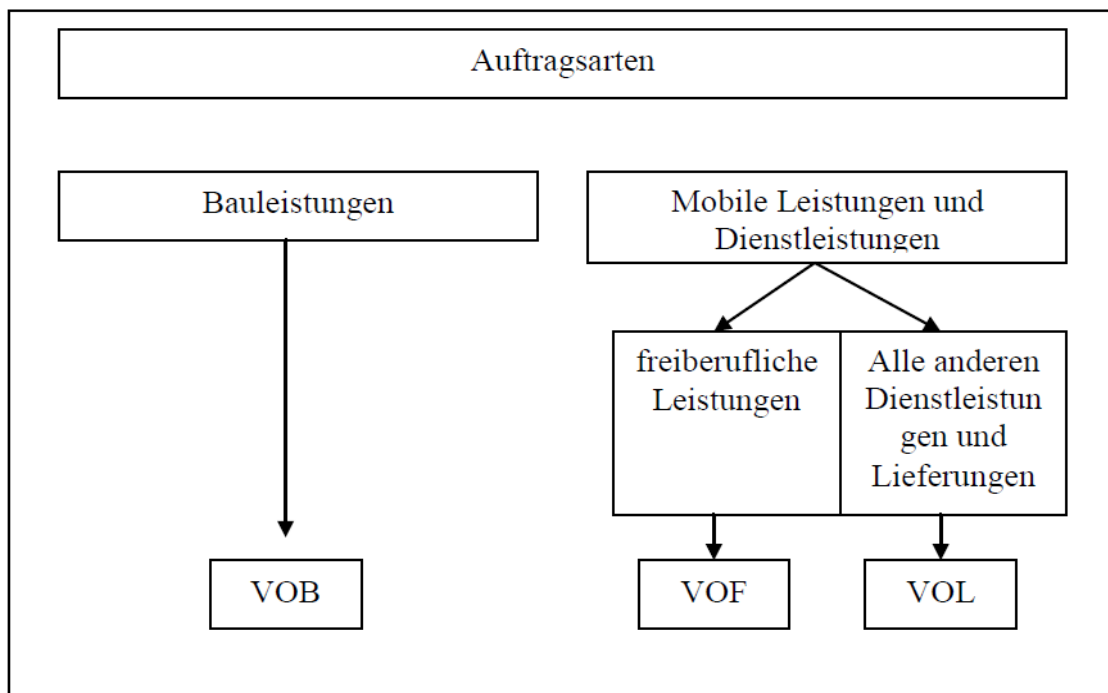 Auftragsarten
Bauleistungen
Mobile Leistungen und
Dienstleistungen
freiberufliche
Leistungen
Alle anderen
Dienstleistun
gen und
Lieferungen
VOB
VOF
VOL